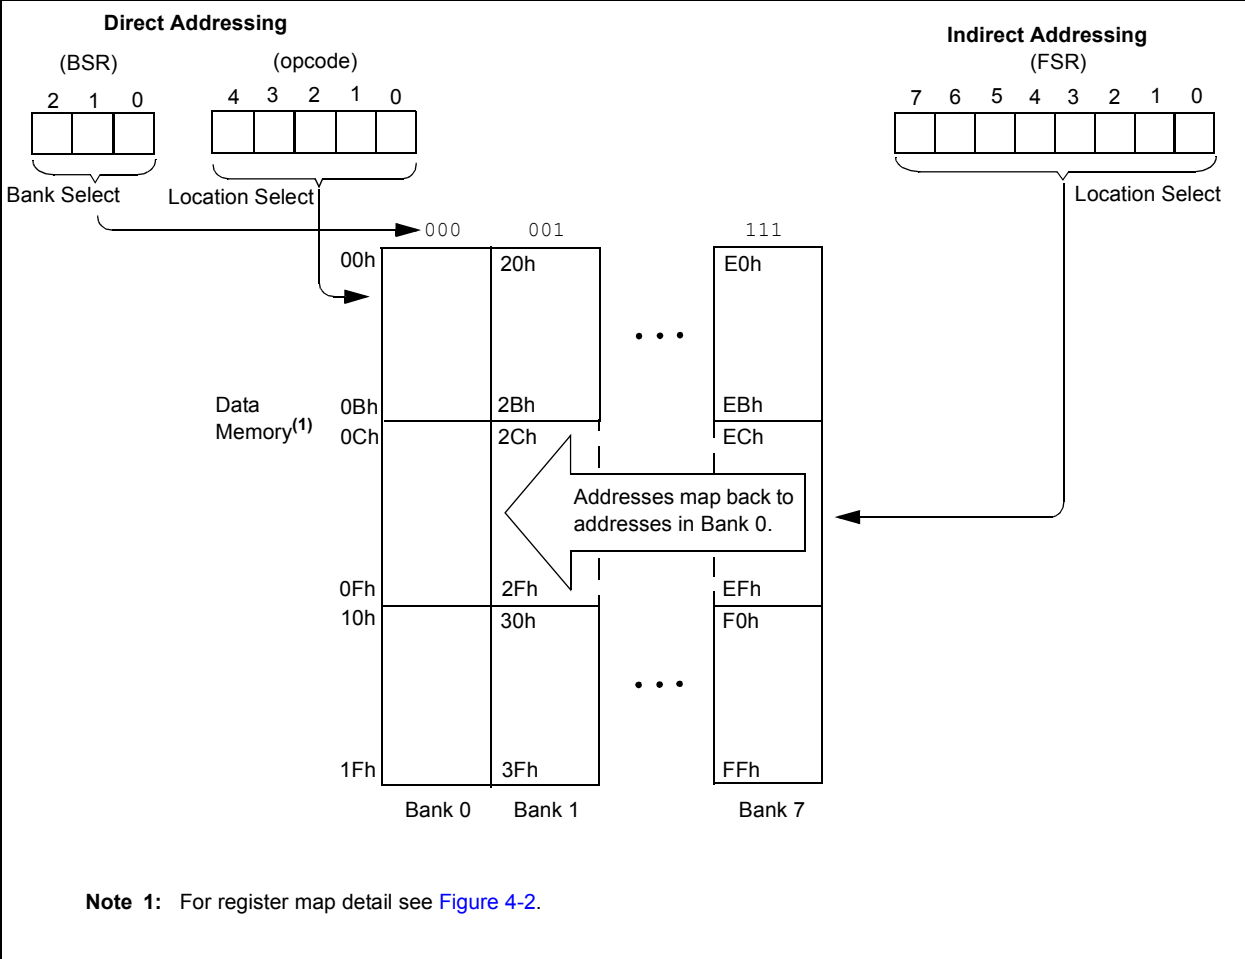 Direct Addressing
Indirect Addressing
(BSR)
(opcode)
(FSR)
2 1 0
4 3 2 1 0
7 6 5 4 3 2 1 0
Bank Select
Location Select
Location Select
000 001 111
00h 20h E0h
Data
Memory(1)
0Bh 2Bh EBh
0Ch 2Ch ECh
Addresses map back to
addresses in Bank 0.
0Fh 2Fh EFh
10h 30h F0h
1Fh 3Fh FFh
Bank 0 Bank 1 Bank 7
Note 1: For register map detail see Figure 4-2.